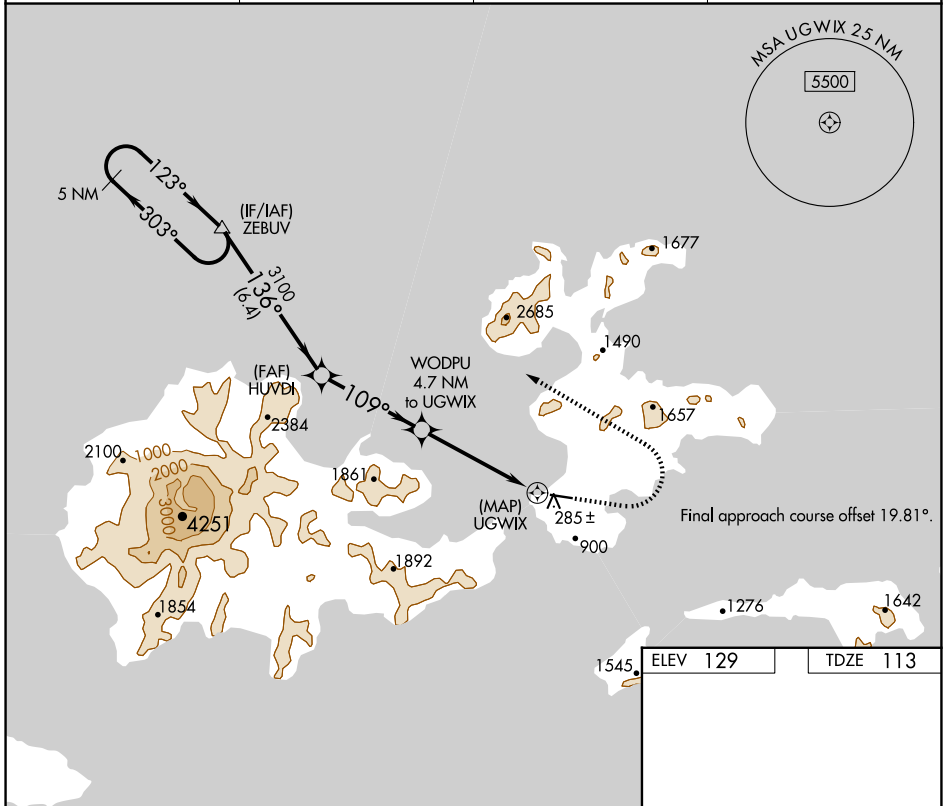 MSA UGWIX 25 NM
5500
123°
5 NM
303°
(IF/IAF)
ZEBUV
3100
136°
(6.4)
1677
2685
1490
(FAF)
HUVDI
109°
WODPU
4.7 NM
to UGWIX
2384
1657
2100
1000
2000
3000
4251
1861
(MAP)
UGWIX
285 ±
900
Final approach course offset 19.81°.
1892
1854
1276
1642
1545
ELEV 129
TDZE 113